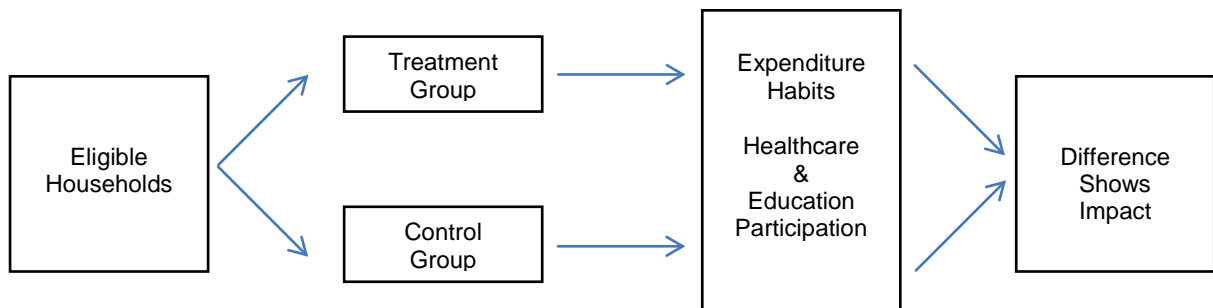 Eligible
Households
Treatment
Group
Control
Group
Expenditure
Habits
Healthcare
&
Education
Participation
Difference
Shows
Impact